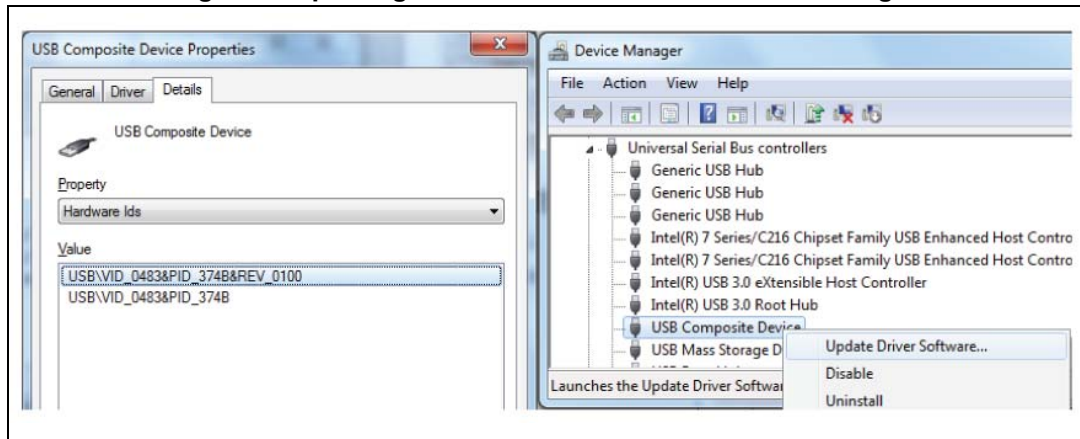 USB Composite Device Properties
General Driver Details
USB Composite Device
Property
Hardware Ids
Value
USB\VID_0483&PID_374B&REV_0100
USB\VID_0483&PID_374B
Device Manager
File Action View Help
Universal Serial Bus controllers
Generic USB Hub
Generic USB Hub
Generic USB Hub
Intel(R) 7 Series/C216 Chipset Family USB Enhanced Host Contro
Intel(R) 7 Series/C216 Chipset Family USB Enhanced Host Contro
Intel(R) USB 3.0 eXtensible Host Controller
Intel(R) USB 3.0 Root Hub
USB Composite Device
USB Mass Storage D
Update Driver Software...
Disable
Uninstall
Launches the Update Driver Softwar